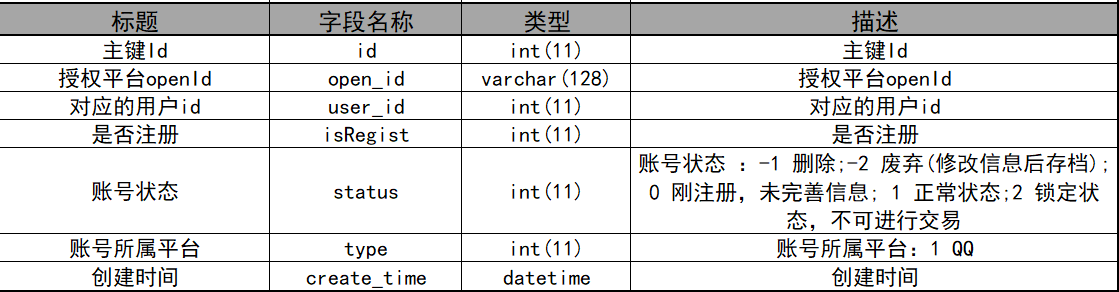 标题 字段名称 类型 描述
主键Id id int(11) 主键Id
授权平台openId open_id varchar(128) 授权平台openId
对应的用户id user_id int(11) 对应的用户id
是否注册 isRegist int(11) 是否注册
账号状态 status int(11) 账号状态 ：-1 删除;-2 废弃(修改信息后存档);
0 刚注册，未完善信息; 1 正常状态;2 锁定状
态，不可进行交易
账号所属平台 type int(11) 账号所属平台：1 QQ
创建时间 create_time datetime 创建时间